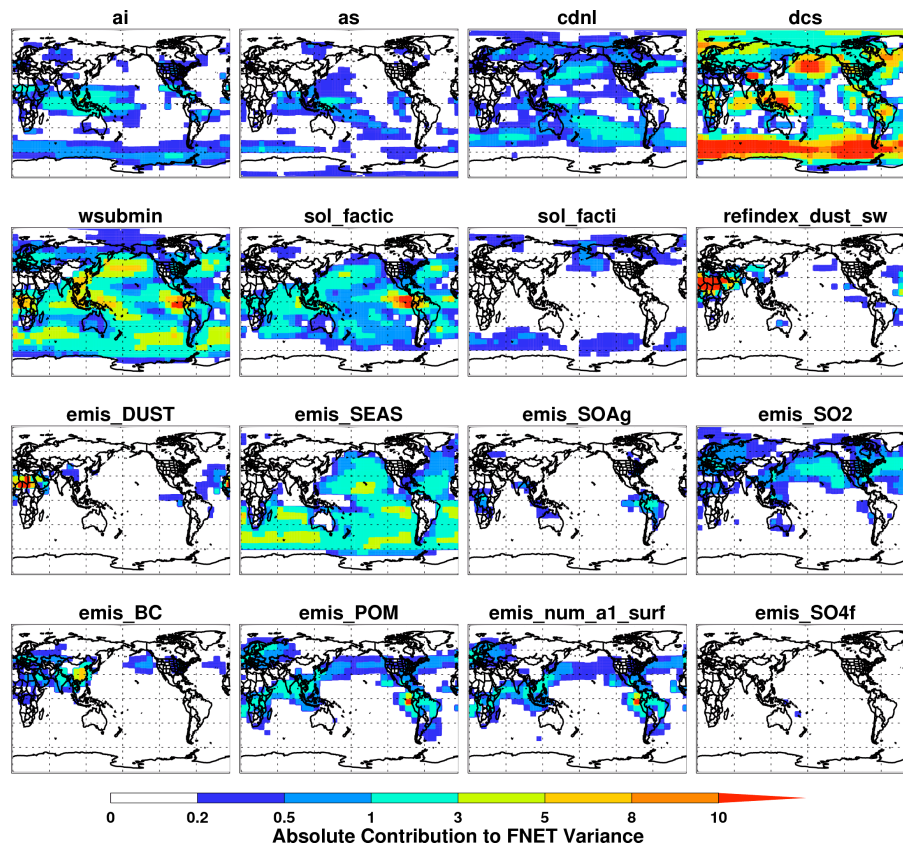 ai as cdnl dcs
wsubmin sol_factic sol_facti refindex_dust_sw
emis_DUST emis_SEAS emis_SOAg emis_SO2
emis_BC emis_POM emis_num_a1_surf emis_SO4f
0 0.2 0.5 1 3 5 8 10
Absolute Contribution to FNET Variance